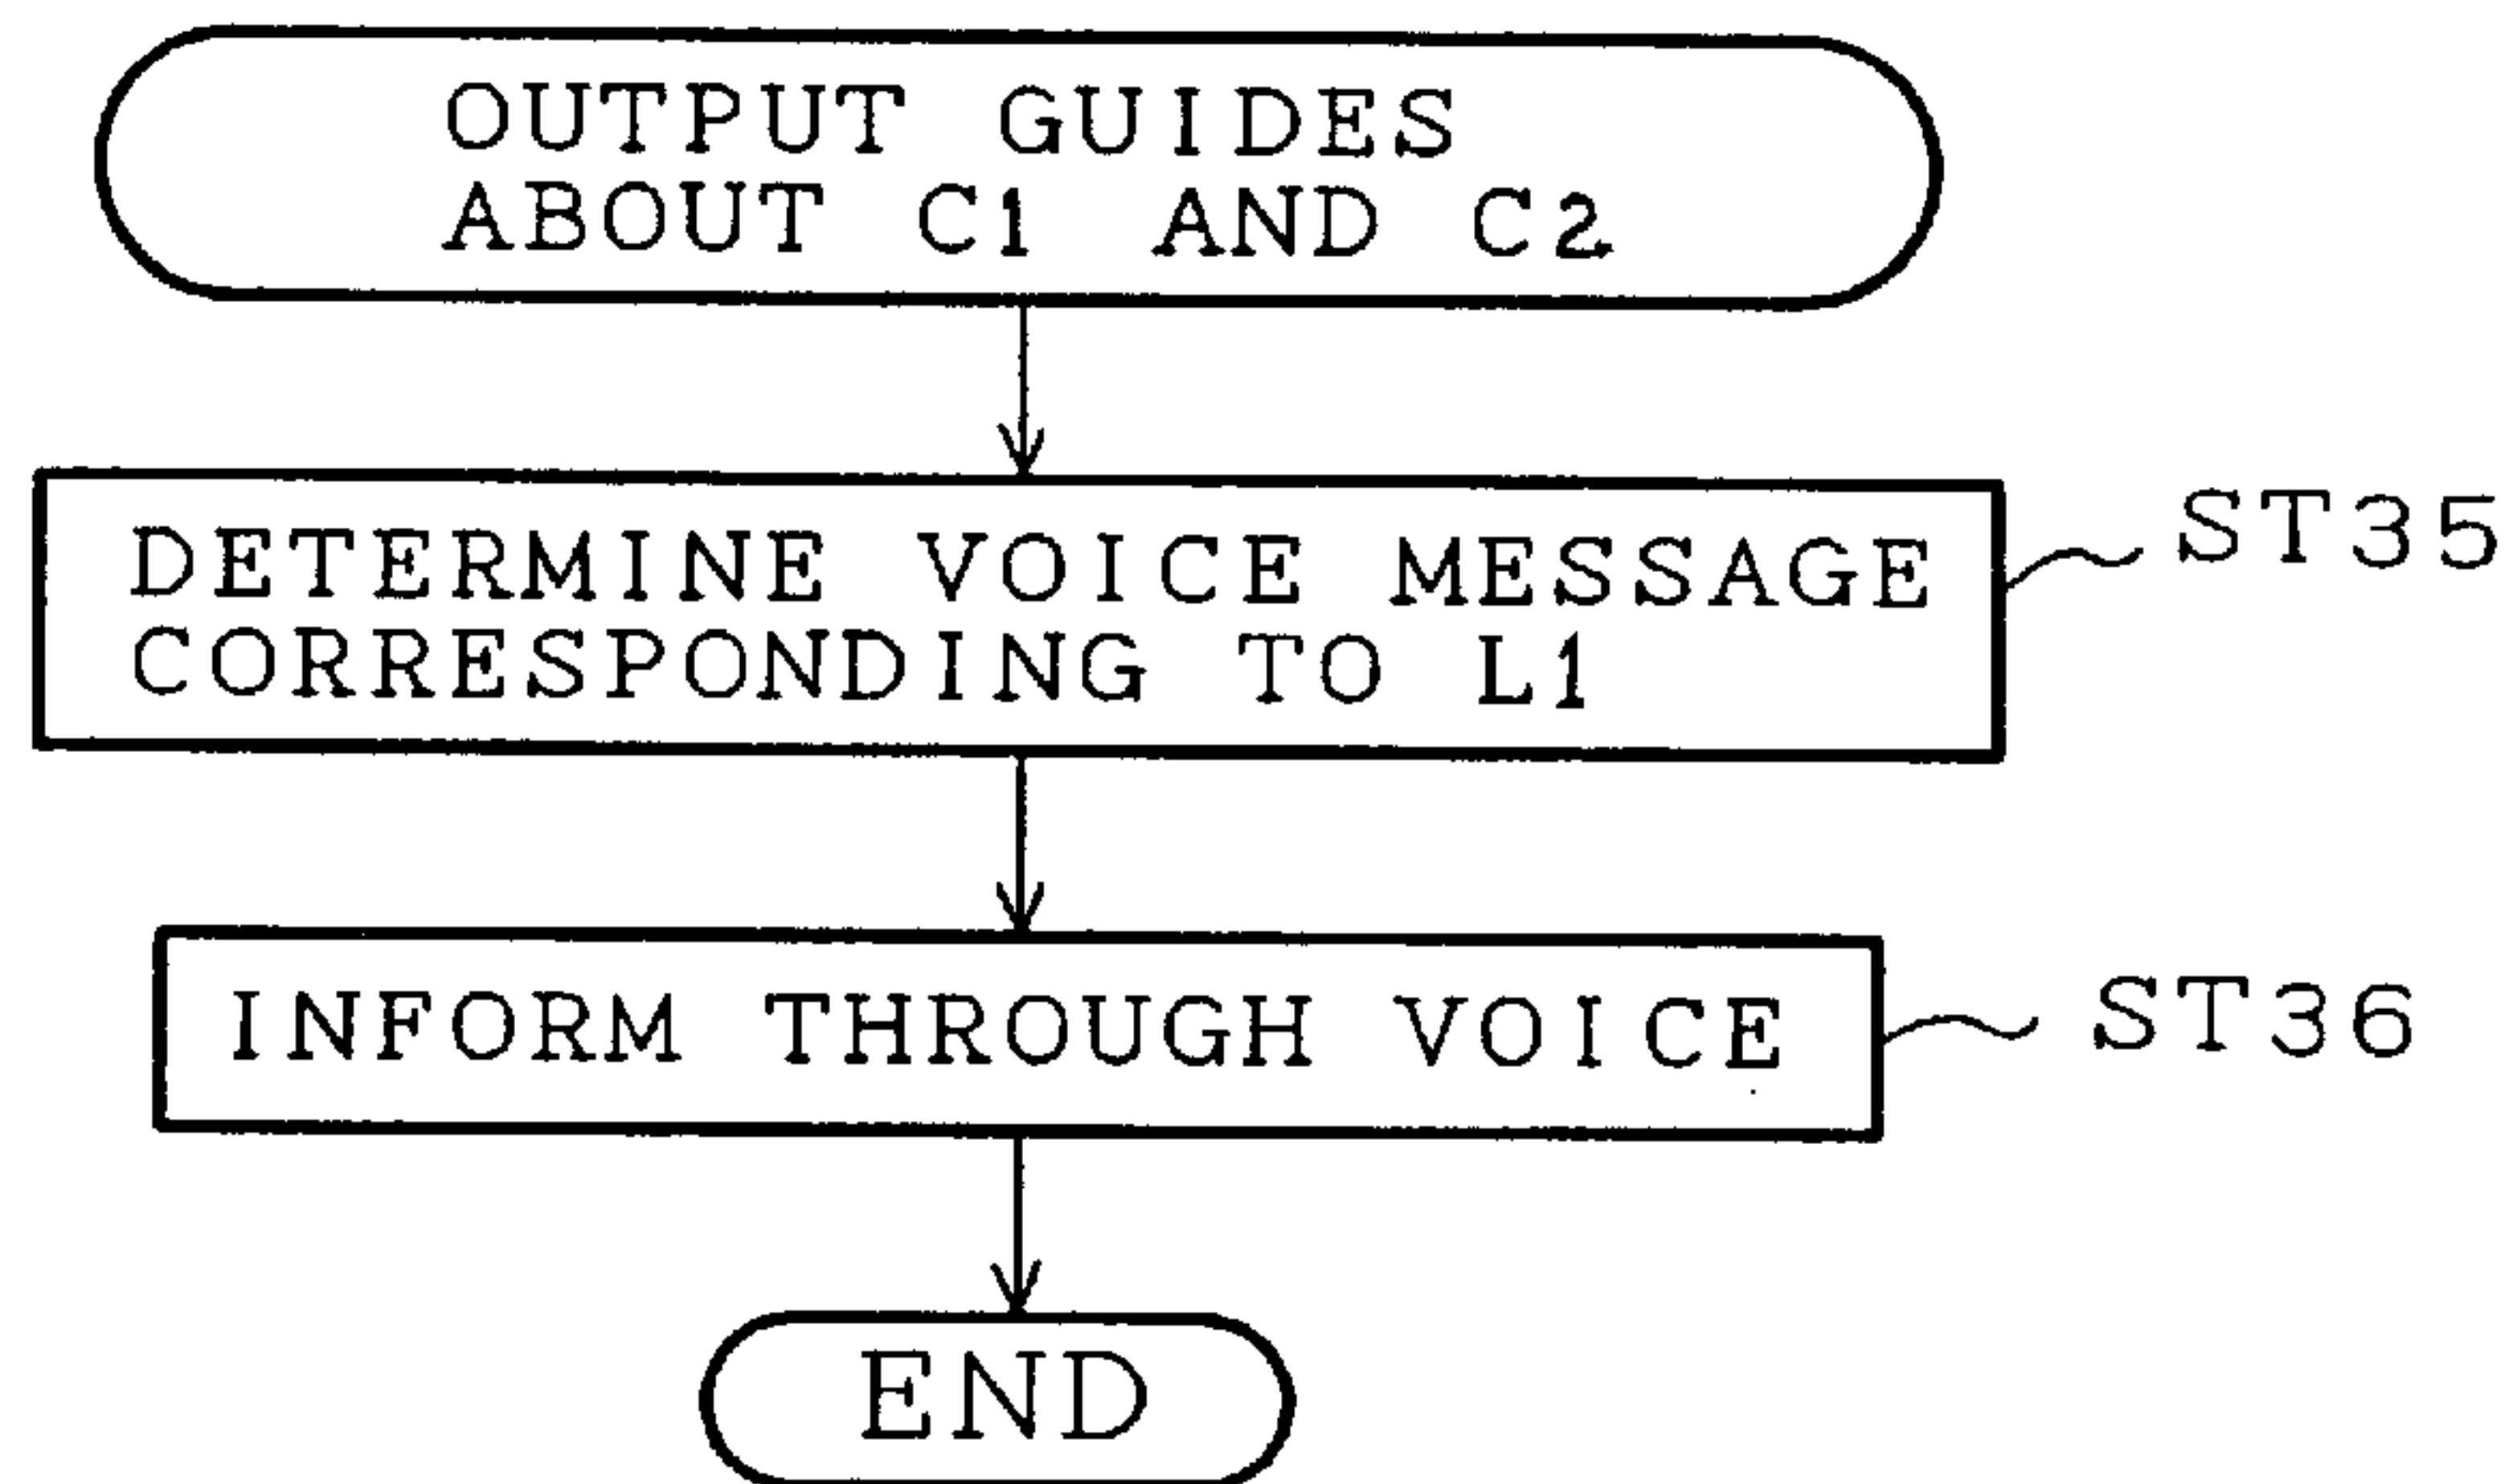 OUTPUT GUIDES
ABOUT C1 AND C2
DETERMINE VOICE MESSAGE
CORRESPONDING TO L1
ST35
INFORM THROUGH VOICE
ST36
END